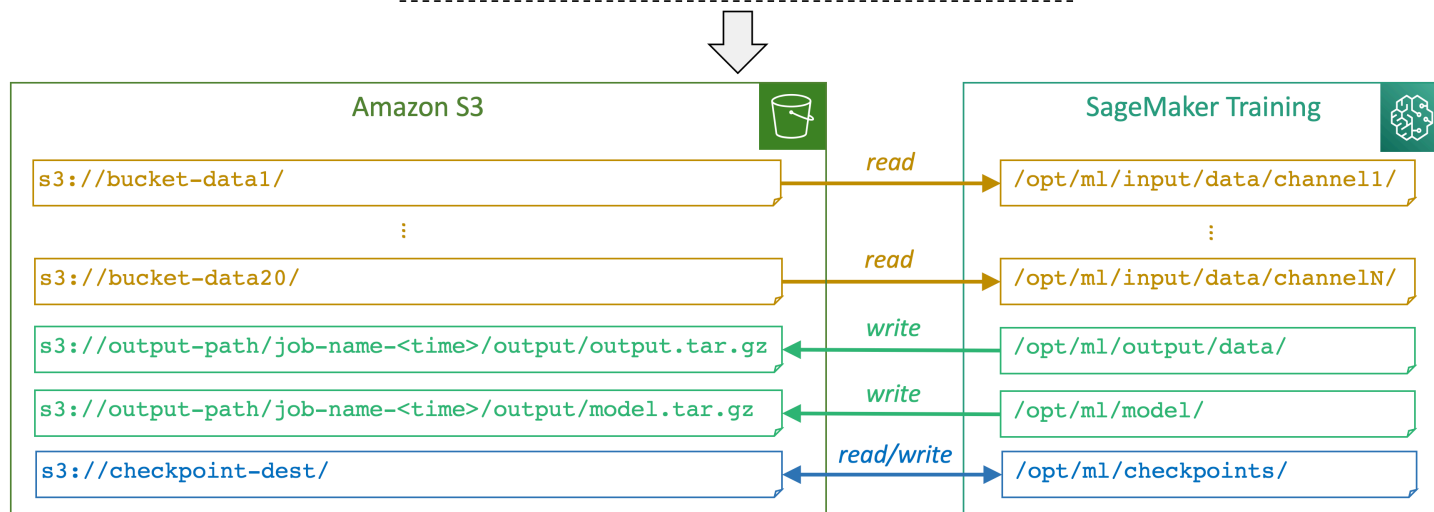 Amazon S3
SageMaker Training
s3://bucket-data1/
read
/opt/ml/input/data/channel1/
s3://bucket-data20/
read
/opt/ml/input/data/channelN/
s3://output-path/job-name-<time>/output/output.tar.gz
write
/opt/ml/output/data/
s3://output-path/job-name-<time>/output/model.tar.gz
write
/opt/ml/model/
s3://checkpoint-dest/
read/write
/opt/ml/checkpoints/